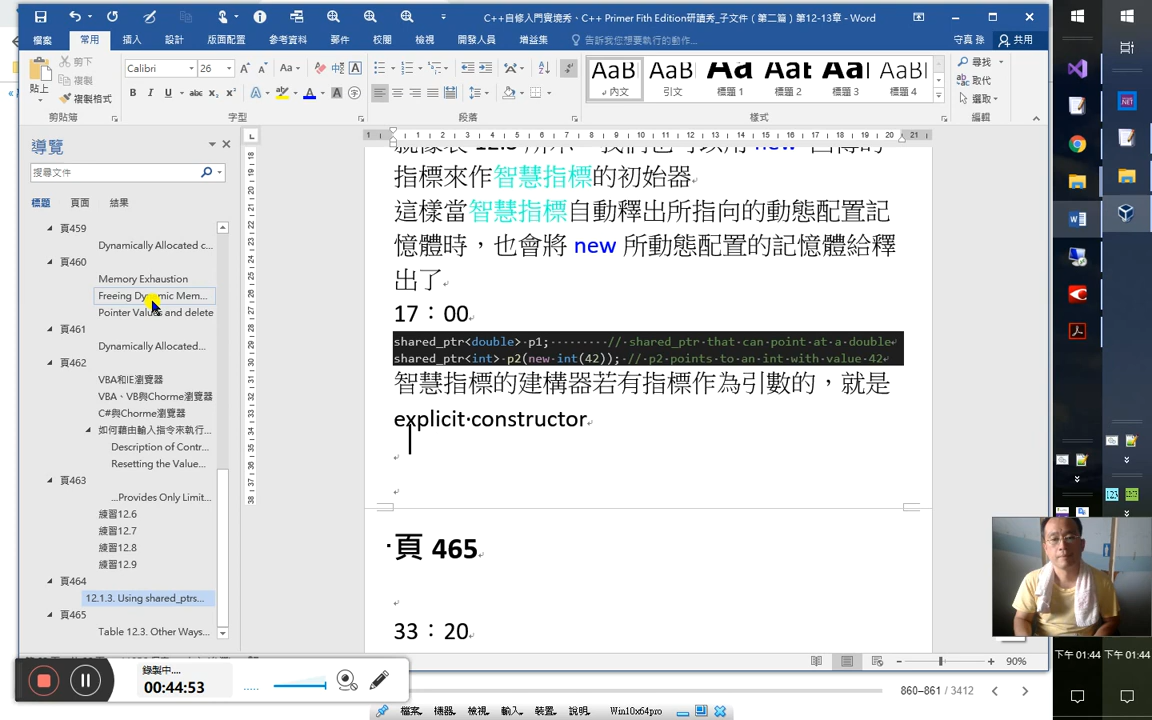 C++自修入門實境秀、C++ Primer Fith Edition研讀秀_子文件（第二篇）第12-13章 - Word
檔案 常用 插入 設計 版面配置 參考資料 郵件 校閱 檢視 開發人員 增益集 告訴我您想要執行的動作... 守真 孫 共用
貼上 剪下 複製 複製格式
Calibri 26
AaBl AaBb AaB AaBt AaBl AaBbl
內文 引文 標題 1 標題 2 標題 3 標題 4
尋找 取代 選取
剪貼簿 字型 段落 樣式 編輯
導覽
搜尋文件
標題 頁面 結果
頁459
Dynamically Allocated c...
頁460
Memory Exhaustion
Freeing Dynamic Mem...
Pointer Values and delete
頁461
Dynamically Allocated...
頁462
VBA和IE瀏覽器
VBA、VB與Chorme瀏覽器
C#與Chorme瀏覽器
如何藉由輸入指令來執行...
Description of Contr...
Resetting the Value...
頁463
...Provides Only Limit...
練習12.6
練習12.7
練習12.8
練習12.9
頁464
12.1.3. Using shared_ptrs...
頁465
Table 12.3. Other Ways...
指標來作智慧指標的初始器
這樣當智慧指標自動釋出所指向的動態配置記
憶體時，也會將 new 所動態配置的記憶體給釋
出了
17：00
shared_ptr<double> p1; // shared_ptr that can point at a double
shared_ptr<int> p2(new int(42)); // p2 points to an int with value 42
智慧指標的建構器若有指標作為引數的，就是
explicit constructor
頁 465
33：20
90%
錄製中....
00:44:53
860–861 / 3412
檔案 機器 檢視 輸入 裝置 說明 Win10x64pro
下午 01:44 下午 01:44